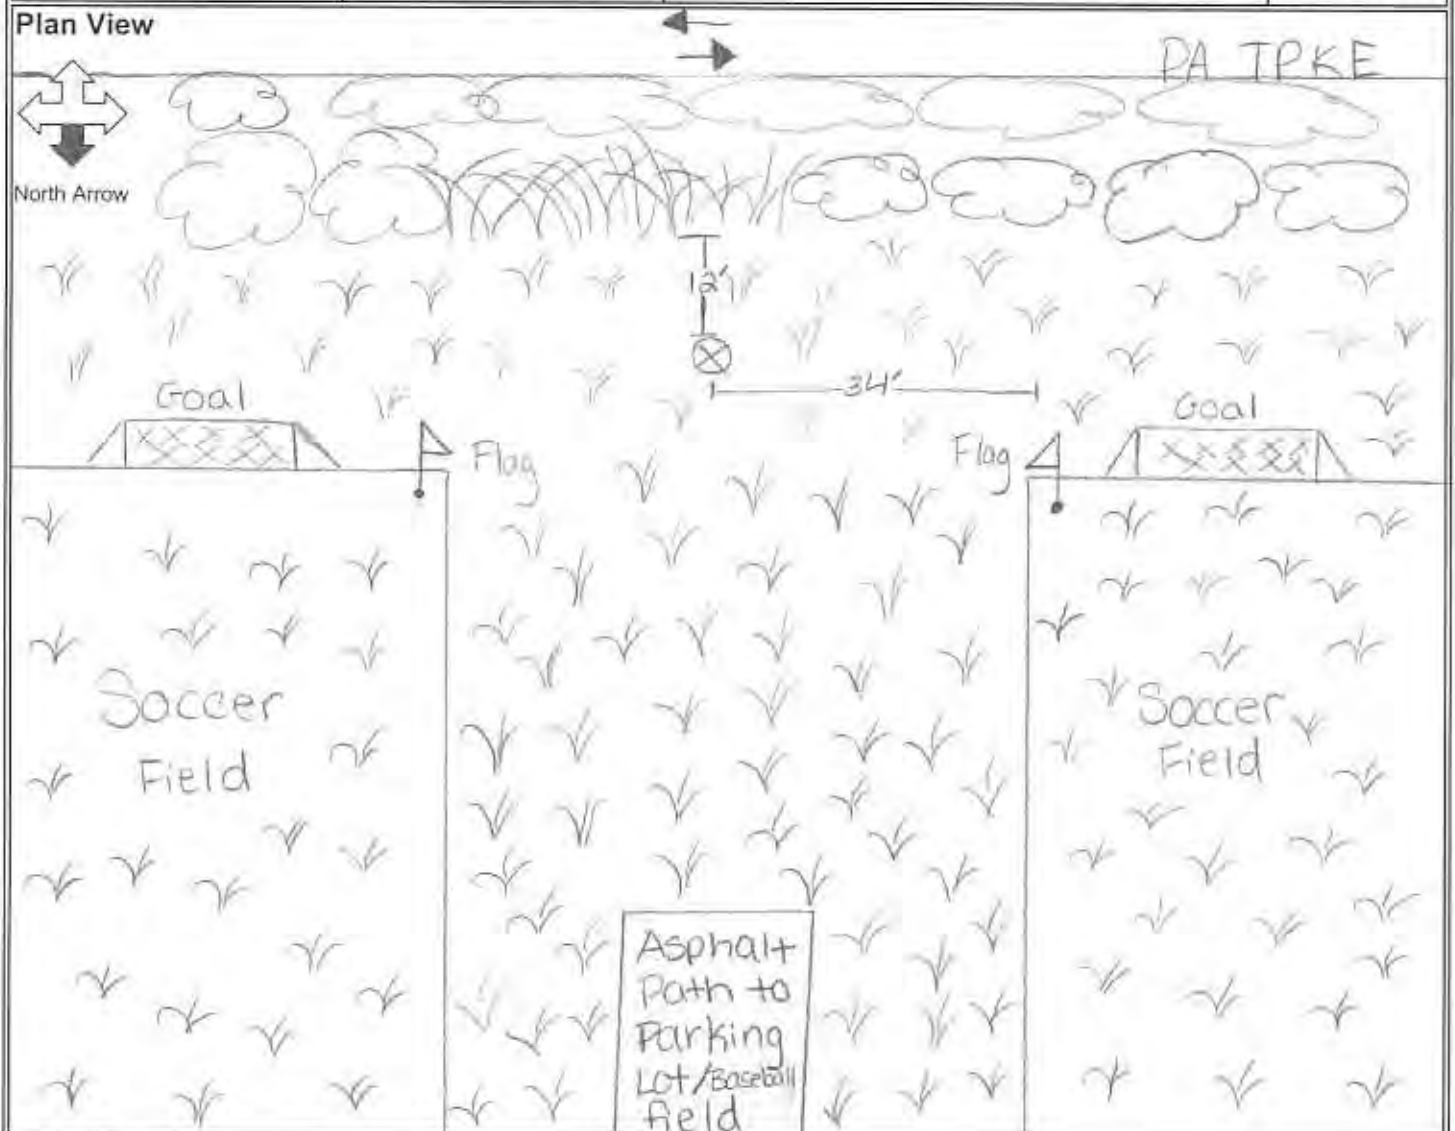 Plan View
PA TPKE
North Arrow
12'
34'
Goal
Goal
Flag
Flag
Soccer
Field
Soccer
Field
Asphalt
Path to
Parking
Lot/Baseball
field